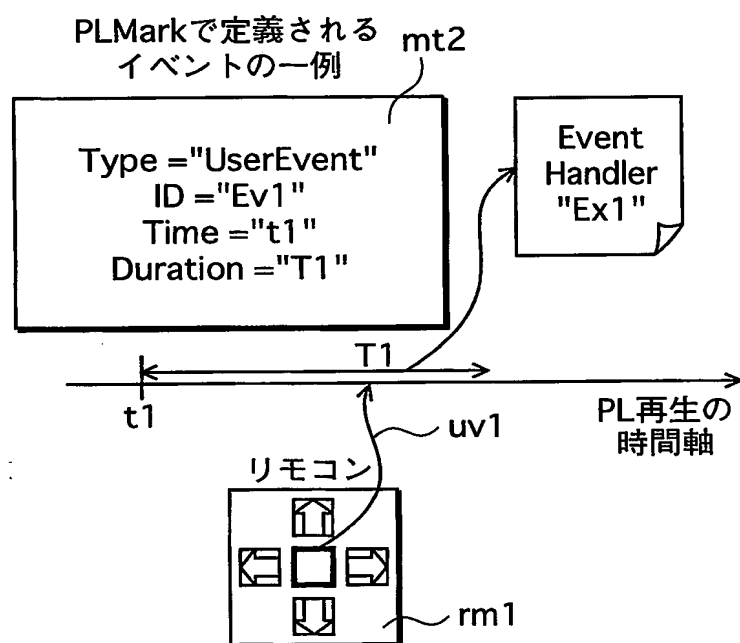 PLMarkで定義される
イベントの一例
mt2
Type ="UserEvent"
ID ="Ev1"
Time ="t1"
Duration ="T1"
Event
Handler
"Ex1"
T1
t1
PL再生の
時間軸
uv1
リモコン
rm1